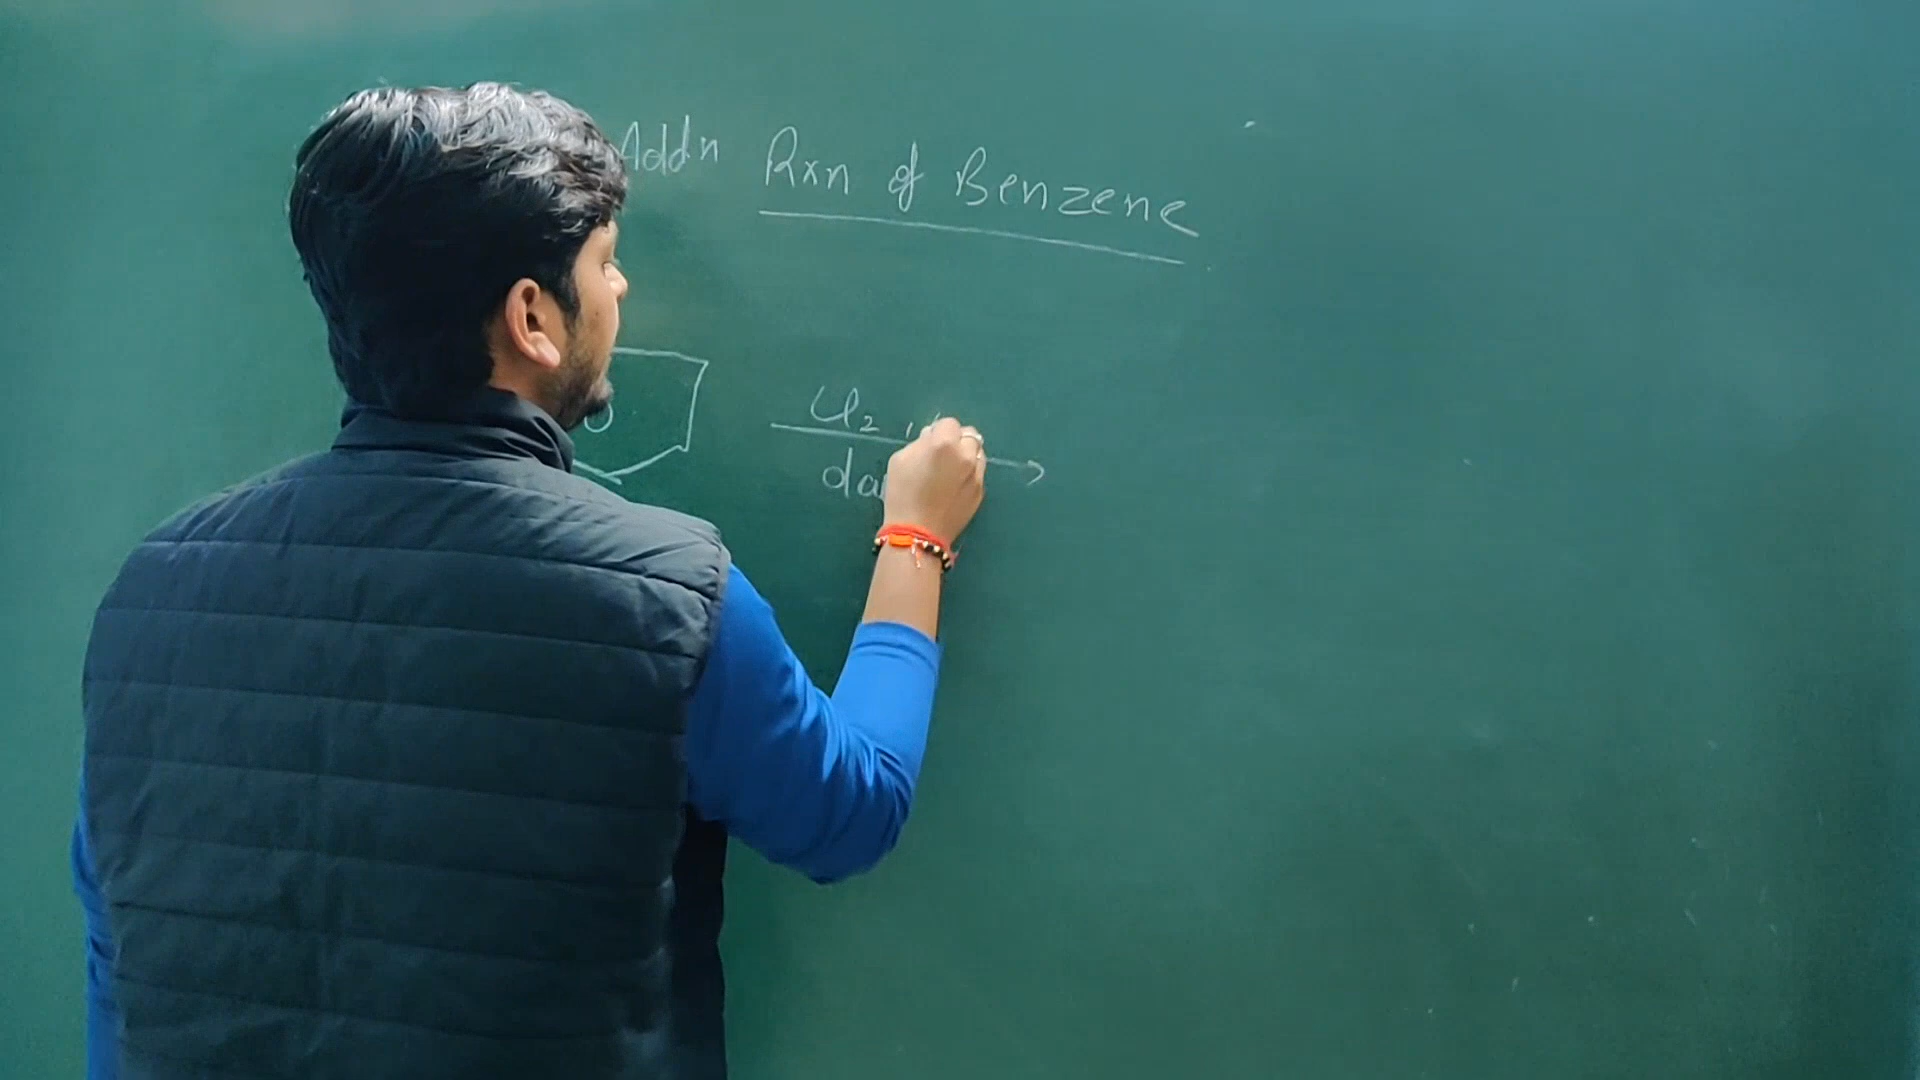 Addn Rxn of Benzene
Cl2 ,
da